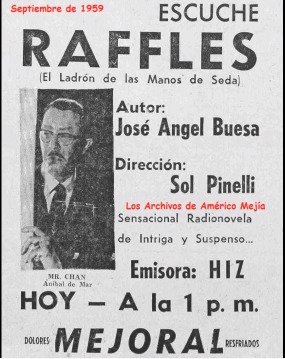 Septiembre de 1959
ESCUCHE
RAFFLES
(El Ladrón de las Manos de Seda)
Autor:
José Angel Buesa
Dirección:
Sol Pinelli
Los Archivos de Américo Mejía
Sensacional Radionovela
de Intriga y Suspenso...
MR. CHAN
Anibal de Mar
Emisora: HIZ
HOY — A la 1 p. m.
DOLORES MEJORAL RESFRIADOS